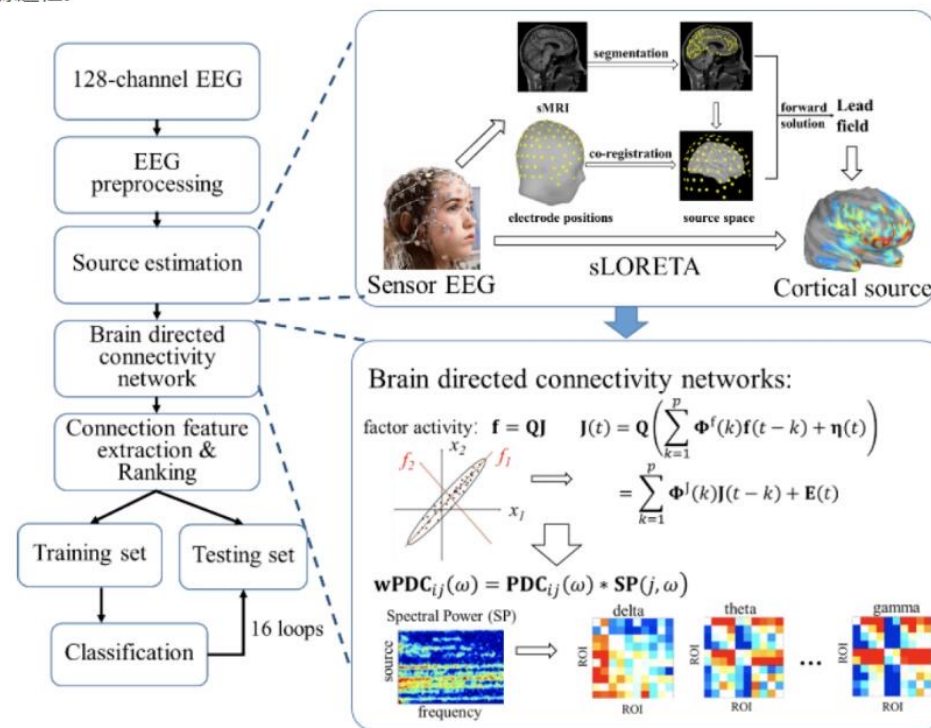 128-channel EEG
EEG
preprocessing
Source estimation
Brain directed
connectivity
network
Connection feature
extraction &
Ranking
Training set
Testing set
Classification
16 loops
segmentation
sMRI
forward
solution
Lead
field
co-registration
electrode positions
source space
sLORETA
Sensor EEG
Cortical source
Brain directed connectivity networks:
factor activity: f = QJ
J(t) = Q(∑_{k=1}^{p} Φ^f(k)f(t − k) + η(t))
= ∑_{k=1}^{p} Φ^J(k)J(t − k) + E(t)
x_2
f_2
f_1
x_1
wPDC_{ij}(ω) = PDC_{ij}(ω) * SP(j, ω)
Spectral Power (SP)
source
frequency
delta
ROI
ROI
theta
ROI
ROI
...
gamma
ROI
ROI